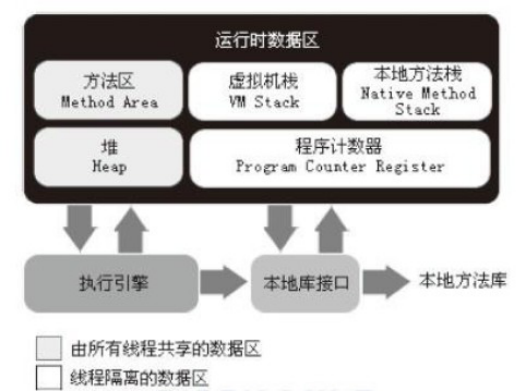 运行时数据区
方法区
Method Area
虚拟机栈
VM Stack
本地方法栈
Native Method
Stack
堆
Heap
程序计数器
Program Counter Register
执行引擎
本地库接口
本地方法库
由所有线程共享的数据区
线程隔离的数据区